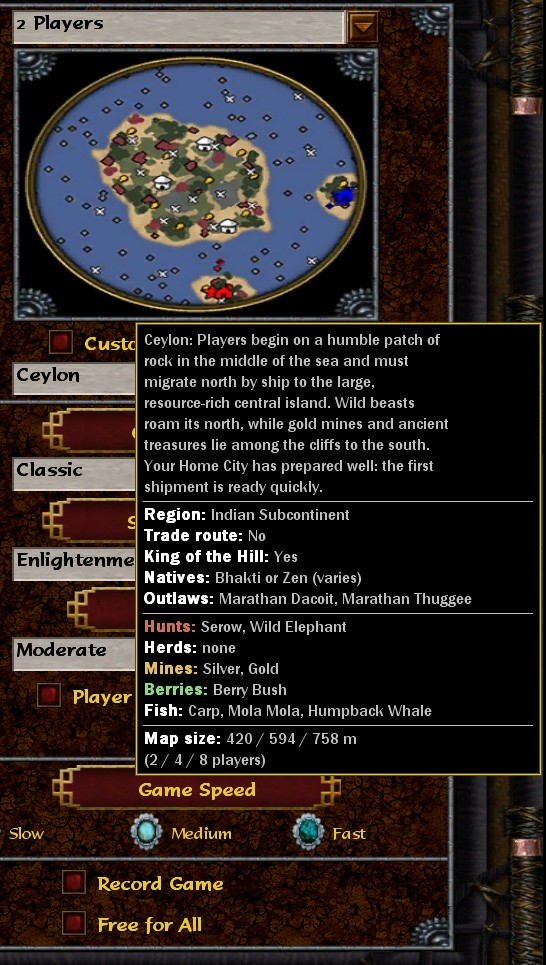 2 Players
Custo
Ceylon
Classic
S
Enlightenme
Moderate
Player
Ceylon: Players begin on a humble patch of
rock in the middle of the sea and must
migrate north by ship to the large,
resource-rich central island. Wild beasts
roam its north, while gold mines and ancient
treasures lie among the cliffs to the south.
Your Home City has prepared well: the first
shipment is ready quickly.
Region: Indian Subcontinent
Trade route: No
King of the Hill: Yes
Natives: Bhakti or Zen (varies)
Outlaws: Marathan Dacoit, Marathan Thuggee
Hunts: Serow, Wild Elephant
Herds: none
Mines: Silver, Gold
Berries: Berry Bush
Fish: Carp, Mola Mola, Humpback Whale
Map size: 420 / 594 / 758 m
(2 / 4 / 8 players)
Game Speed
Slow
Medium
Fast
Record Game
Free for All